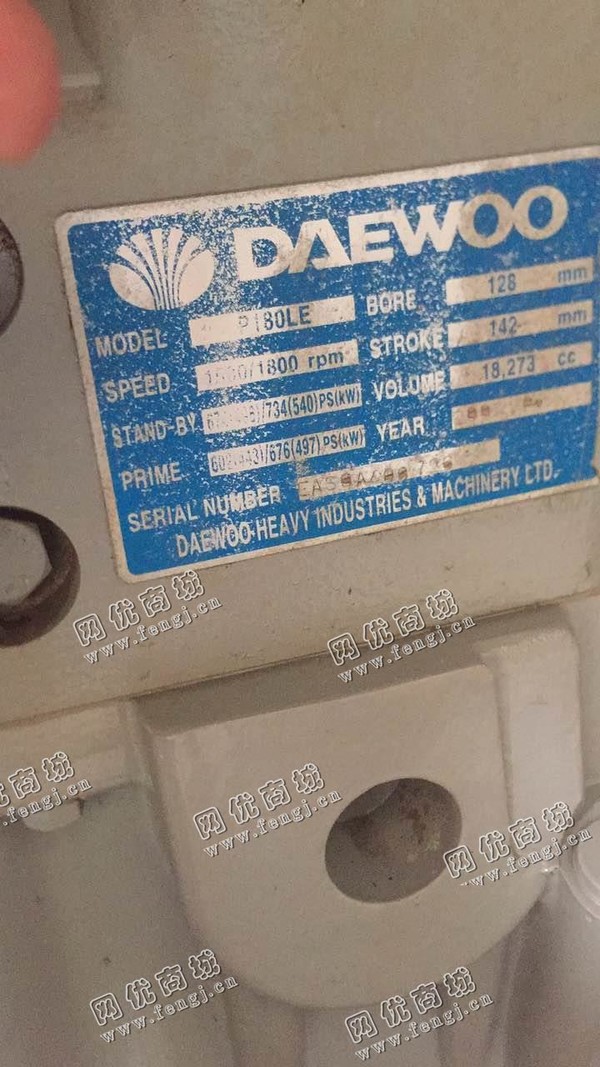 DAEWOO
MODEL P180LE
SPEED /1800 rpm
STAND-BY /734(540)PS(kW)
PRIME /676(497)PS(kW)
BORE 128 mm
STROKE 142 mm
VOLUME 18,273 cc
YEAR
SERIAL NUMBER
DAEWOO HEAVY INDUSTRIES & MACHINERY LTD.
网优商城
www.fengj.cn
网优商城
www.fengj.cn
网优商城
www.fengj.cn
网优商城
www.fengj.cn
网优商城
www.fengj.cn
网优商城
www.fengj.cn
网优商城
www.fengj.cn